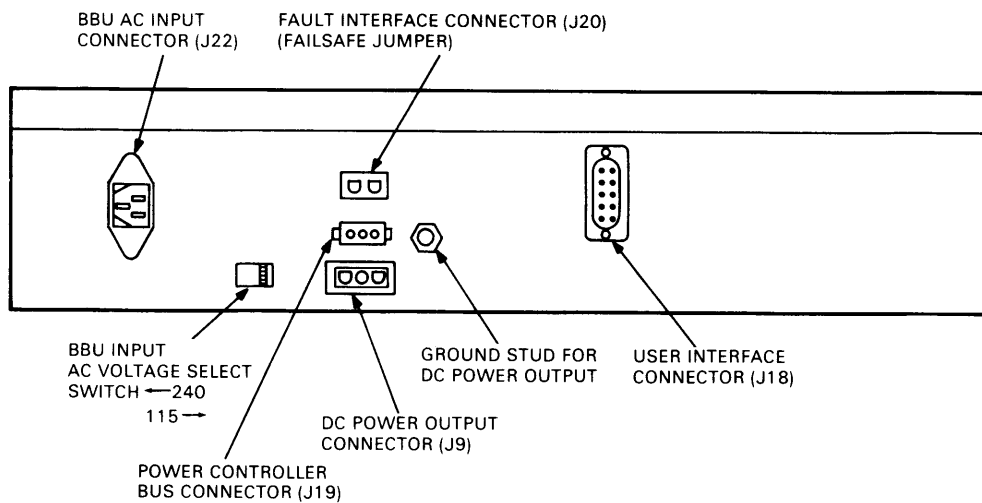 BBU AC INPUT
CONNECTOR (J22)
FAULT INTERFACE CONNECTOR (J20)
(FAILSAFE JUMPER)
BBU INPUT
AC VOLTAGE SELECT
SWITCH ←240
115→
GROUND STUD FOR
DC POWER OUTPUT
USER INTERFACE
CONNECTOR (J18)
DC POWER OUTPUT
CONNECTOR (J9)
POWER CONTROLLER
BUS CONNECTOR (J19)